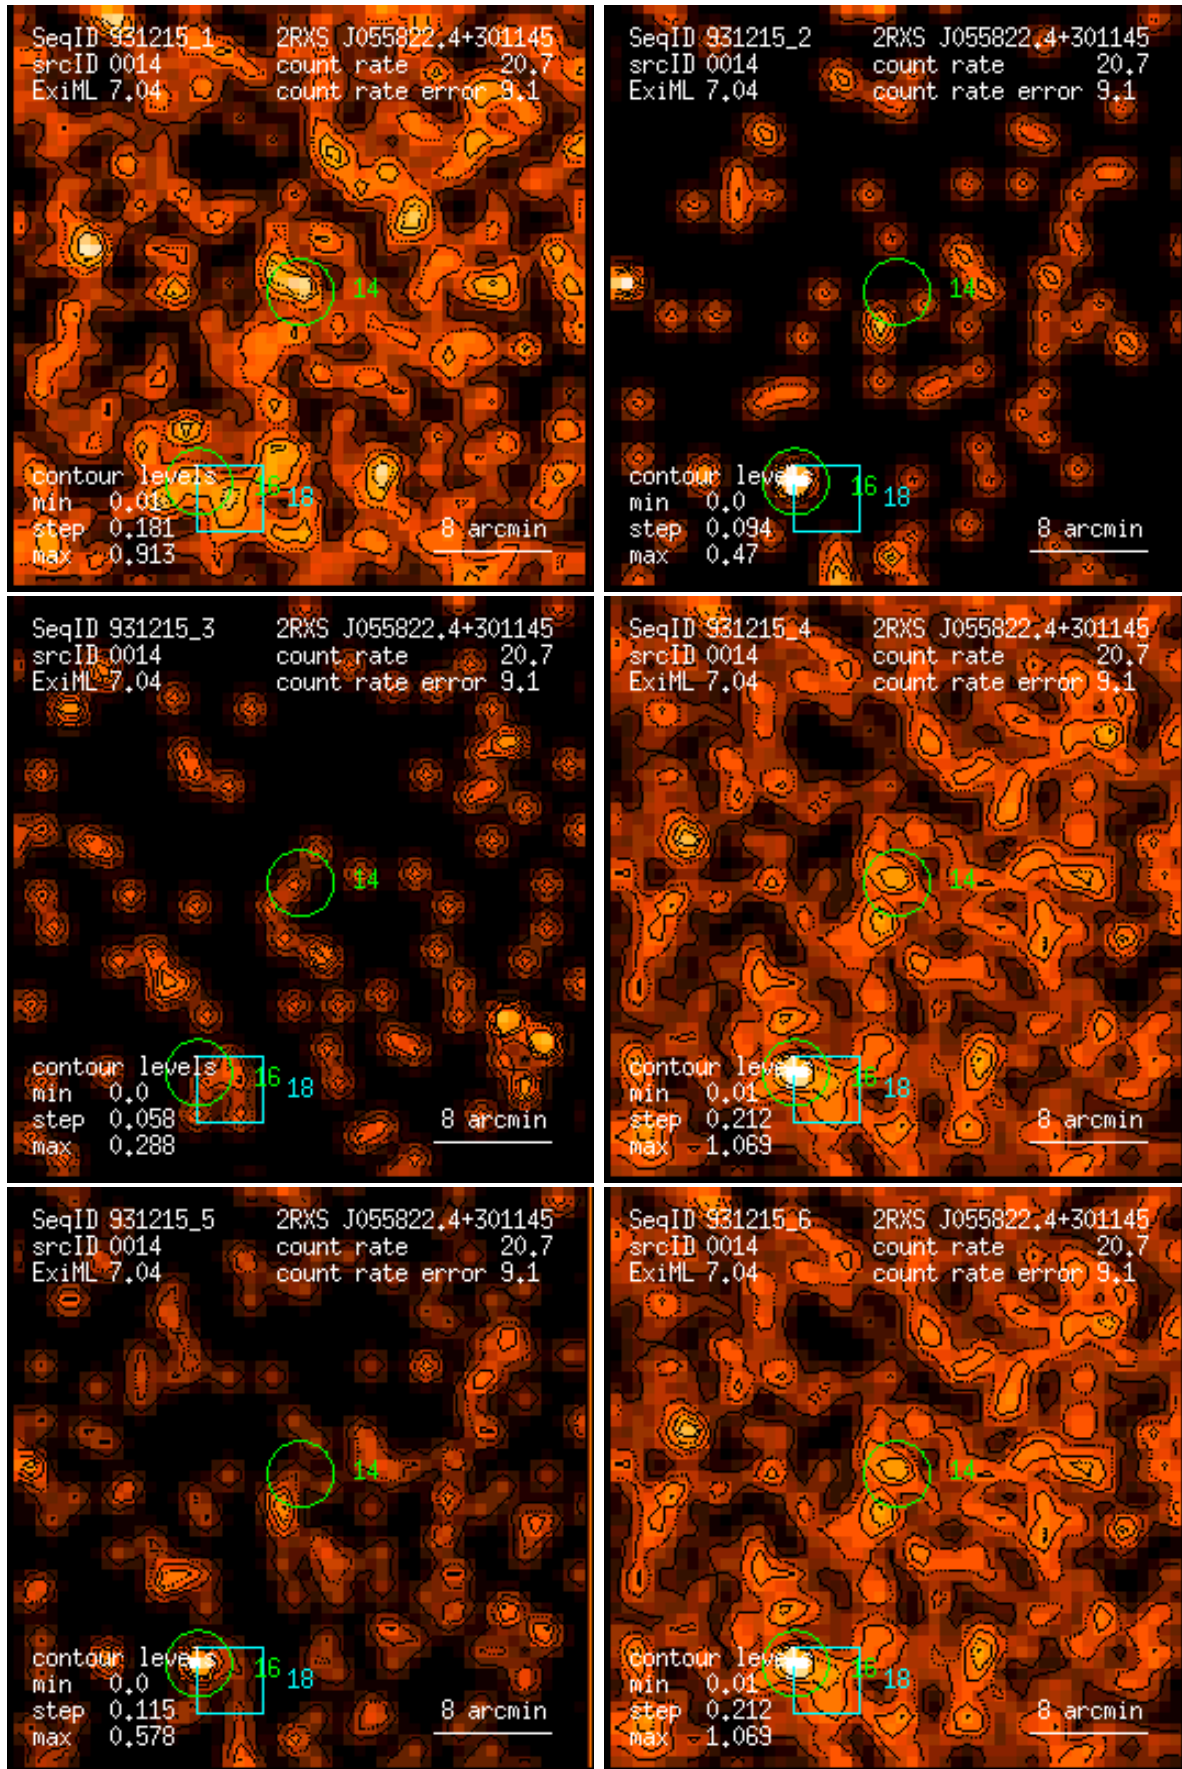 SeqID 931215_1 2RXS J055822.4+301145
srcID 0014 count rate 20.7
ExiML 7.04 count rate error 9.1
14
contour levels
16
min 0.01
18
step 0.181
8 arcmin
max 0.913
SeqID 931215_2 2RXS J055822.4+301145
srcID 0014 count rate 20.7
ExiML 7.04 count rate error 9.1
14
contour levels
16
min 0.0
18
step 0.094
8 arcmin
max 0.47
SeqID 931215_3 2RXS J055822.4+301145
srcID 0014 count rate 20.7
ExiML 7.04 count rate error 9.1
14
contour levels
16
min 0.0
18
step 0.058
8 arcmin
max 0.288
SeqID 931215_4 2RXS J055822.4+301145
srcID 0014 count rate 20.7
ExiML 7.04 count rate error 9.1
14
contour levels
16
min 0.01
18
step 0.212
8 arcmin
max 1.069
SeqID 931215_5 2RXS J055822.4+301145
srcID 0014 count rate 20.7
ExiML 7.04 count rate error 9.1
14
contour levels
16
min 0.0
18
step 0.115
8 arcmin
max 0.578
SeqID 931215_6 2RXS J055822.4+301145
srcID 0014 count rate 20.7
ExiML 7.04 count rate error 9.1
14
contour levels
16
min 0.01
18
step 0.212
8 arcmin
max 1.069